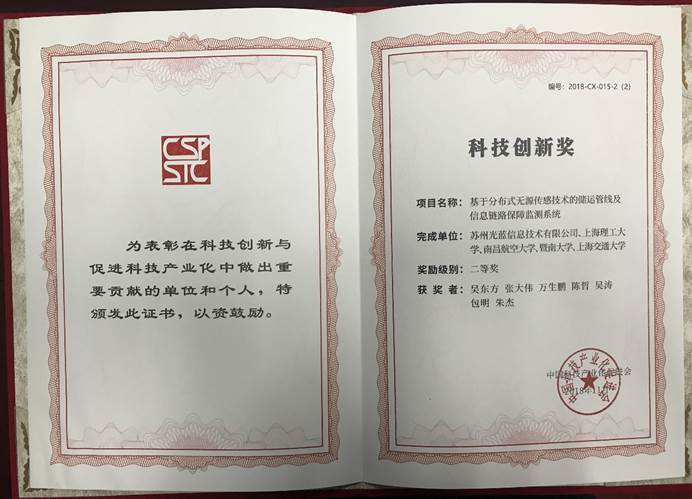 CSP
STC
为表彰在科技创新与
促进科技产业化中做出重
要贡献的单位和个人，特
颁发此证书，以资鼓励。
编号：2018-CX-015-2（2）
科技创新奖
项目名称：基于分布式无源传感技术的储运管线及
信息链路保障监测系统
完成单位：苏州光蓝信息技术有限公司、上海理工大
学、南昌航空大学、暨南大学、上海交通大学
奖励级别：二等奖
获奖者：吴东方 张大伟 万生鹏 陈哲 吴涛
包明 朱杰
中国科技产业化促进会
2018年11月